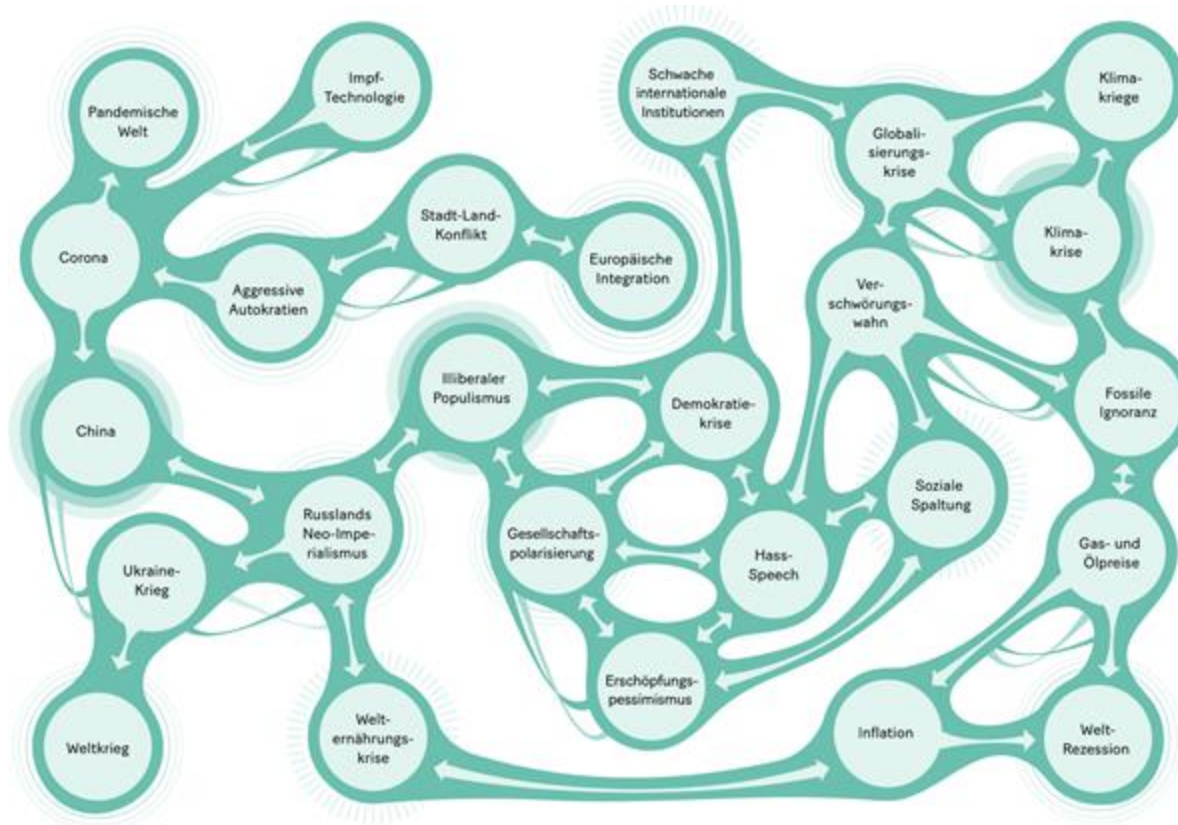 Pandemische
Welt
Impf-
Technologie
Schwache
internationale
Institutionen
Klima-
kriege
Globali-
sierungs-
krise
Corona
Stadt-Land-
Konflikt
Europäische
Integration
Klima-
krise
Aggressive
Autokratien
Ver-
schwörungs-
wahn
China
Illiberaler
Populismus
Demokratie-
krise
Fossile
Ignoranz
Russlands
Neo-Impe-
rialismus
Gesellschafts-
polarisierung
Hass-
Speech
Soziale
Spaltung
Gas- und
Ölpreise
Ukraine-
Krieg
Erschöpfungs-
pessimismus
Weltkrieg
Welt-
ernährungs-
krise
Inflation
Welt-
Rezession